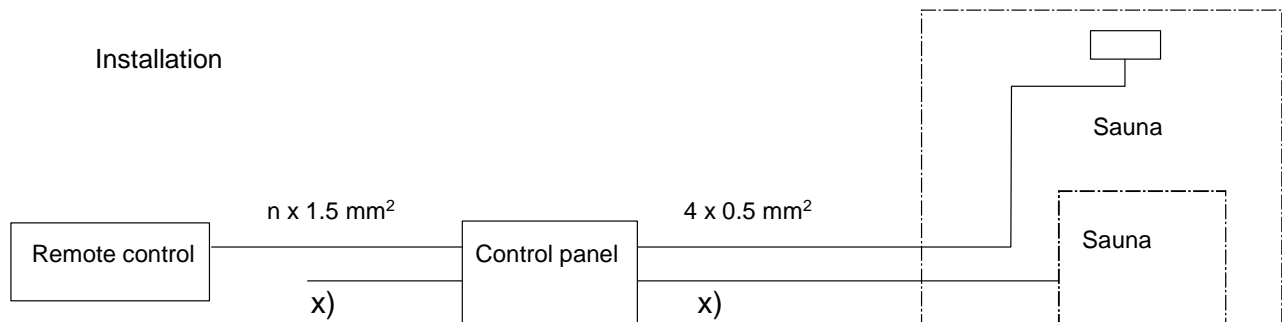 Installation
Sauna
n x 1.5 mm²
4 x 0.5 mm²
Remote control
Control panel
Sauna
x)
x)